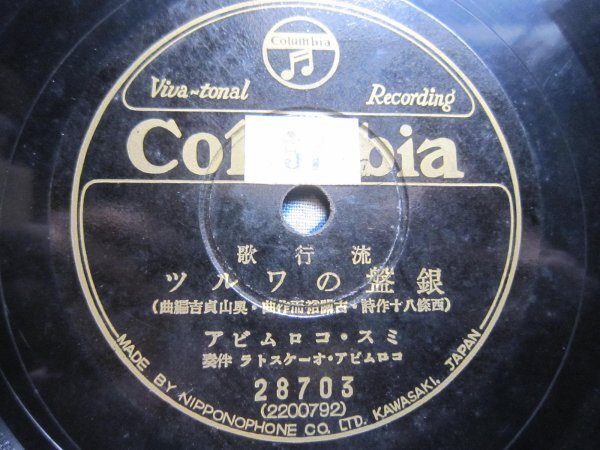 Columbia
Viva-tonal Recording
Columbia
流行歌
銀盤のワルツ
(西條八十作詩・古關裕而作曲・奥山貞吉編曲)
ミス・コロムビア
コロムビア・オーケストラ 伴奏
28703
(2200792)
MADE BY NIPPONOPHONE CO. LTD. KAWASAKI, JAPAN